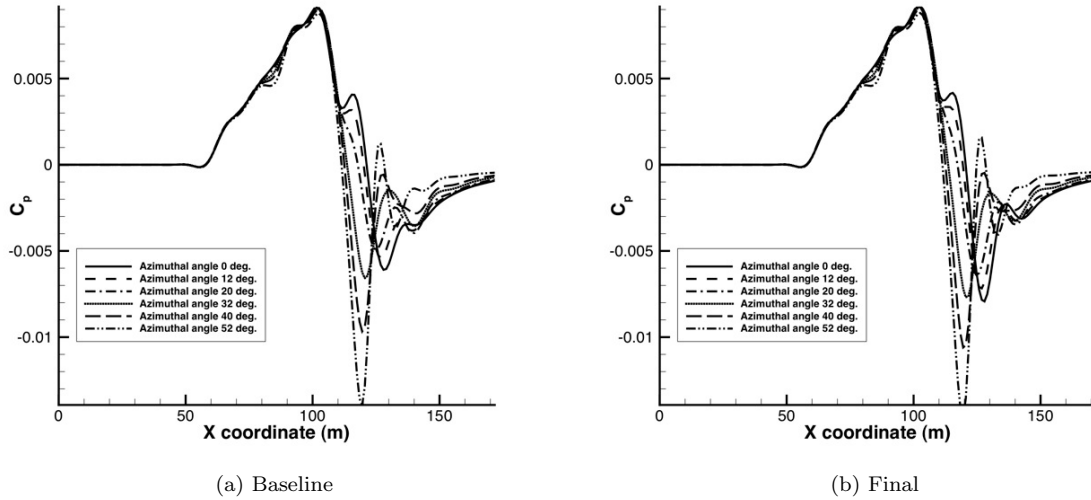 0.005
0
-0.005
-0.01
C_p
Azimuthal angle 0 deg.
Azimuthal angle 12 deg.
Azimuthal angle 20 deg.
Azimuthal angle 32 deg.
Azimuthal angle 40 deg.
Azimuthal angle 52 deg.
0 50 100 150
X coordinate (m)
(a) Baseline
0.005
0
-0.005
-0.01
C_p
Azimuthal angle 0 deg.
Azimuthal angle 12 deg.
Azimuthal angle 20 deg.
Azimuthal angle 32 deg.
Azimuthal angle 40 deg.
Azimuthal angle 52 deg.
0 50 100 150
X coordinate (m)
(b) Final